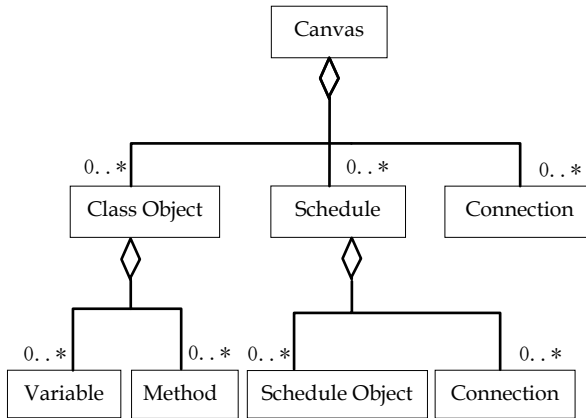 Canvas
0..*
0..*
0..*
Class Object
Schedule
Connection
0..*
0..*
0..*
0..*
Variable
Method
Schedule Object
Connection